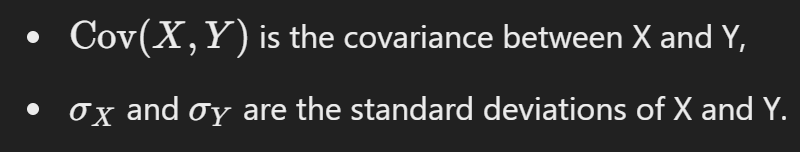 • Cov(X, Y) is the covariance between X and Y,
• σX and σY are the standard deviations of X and Y.